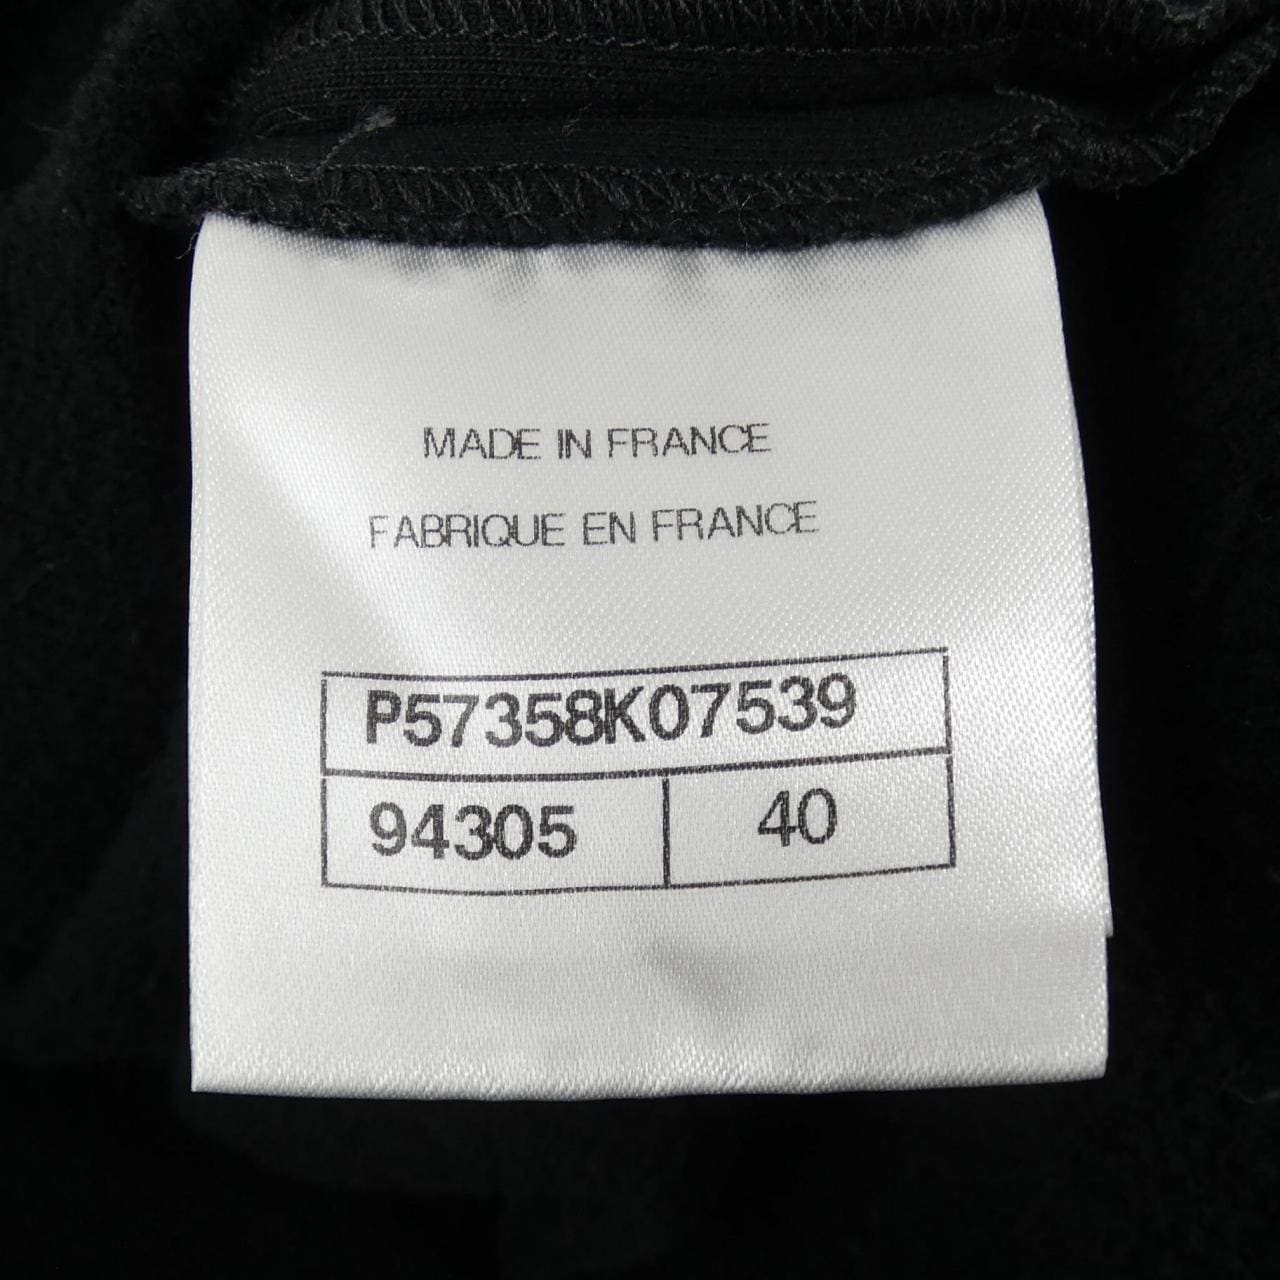 MADE IN FRANCE
FABRIQUE EN FRANCE
P57358K07539
94305 40